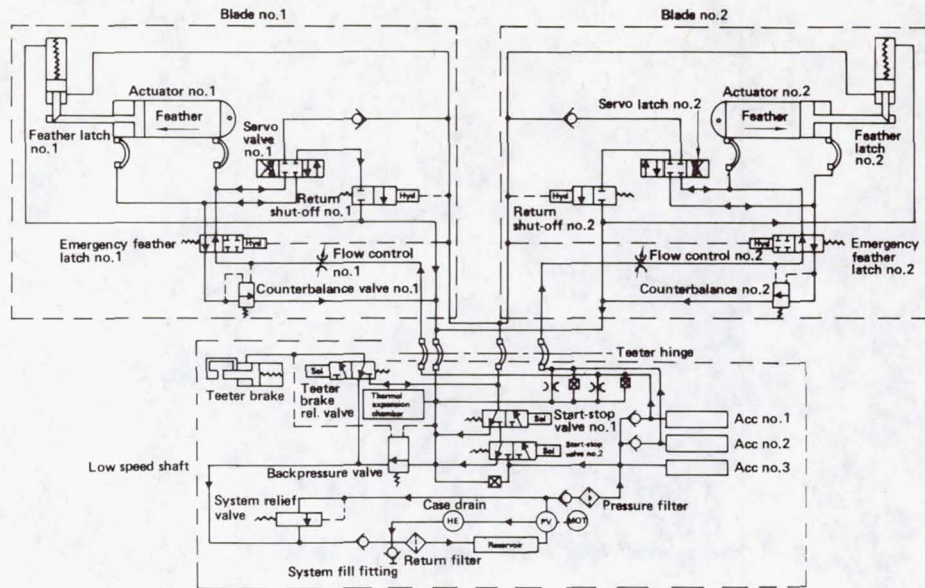 Blade no.1
Blade no.2
Actuator no.1
Feather
Feather latch
no.1
Servo
valve
no.1
Return
shut-off no.1
Hyd
Emergency feather
latch no.1
Hyd
Flow control
no.1
Counterbalance valve no.1
Servo latch no.2
Actuator no.2
Feather
Feather
latch
no.2
Hyd
Return
shut-off no.2
Flow control no.2
Hyd
Emergency
feather
latch no.2
Counterbalance no.2
Teeter hinge
Teeter brake
Sol
Teeter
brake
rel. valve
Thermal
expansion
chamber
Start-stop
valve no.1
Sol
Start-stop
valve no.2
Sol
Acc no.1
Acc no.2
Acc no.3
Low speed shaft
Backpressure valve
System relief
valve
Case drain
HE
PV
MOT
Pressure filter
Reservoir
Return filter
System fill fitting